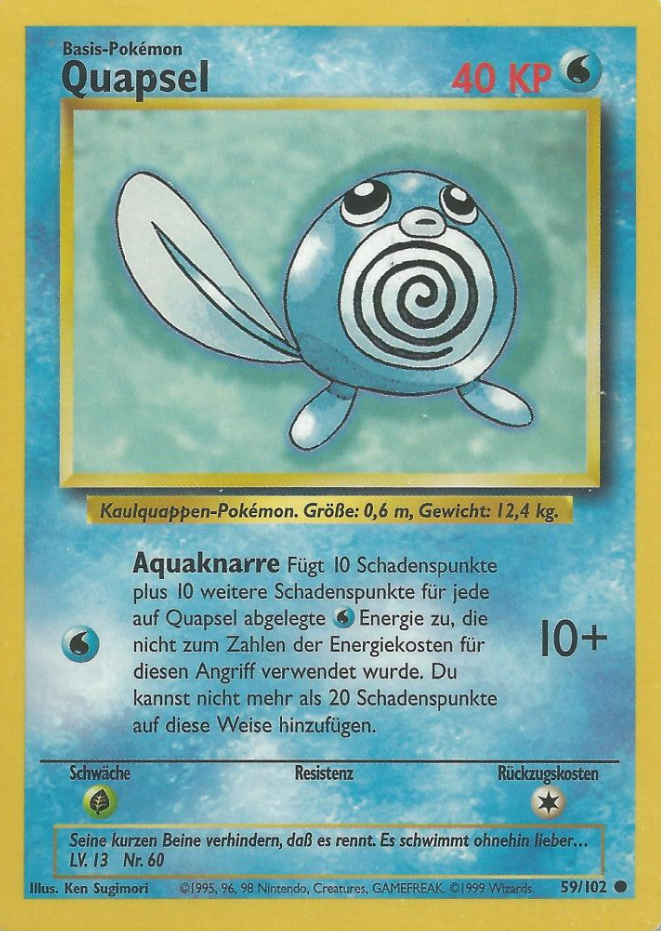 Basis-Pokémon
Quapsel
40 KP
Kaulquappen-Pokémon. Größe: 0,6 m, Gewicht: 12,4 kg.
Aquaknarre Fügt 10 Schadenspunkte
plus 10 weitere Schadenspunkte für jede
auf Quapsel abgelegte Energie zu, die
nicht zum Zahlen der Energiekosten für
diesen Angriff verwendet wurde. Du
kannst nicht mehr als 20 Schadenspunkte
auf diese Weise hinzufügen.
10+
Schwäche Resistenz Rückzugskosten
Seine kurzen Beine verhindern, daß es rennt. Es schwimmt ohnehin lieber...
LV. 13 Nr. 60
Illus. Ken Sugimori ©1995, 96, 98 Nintendo, Creatures, GAMEFREAK. ©1999 Wizards. 59/102